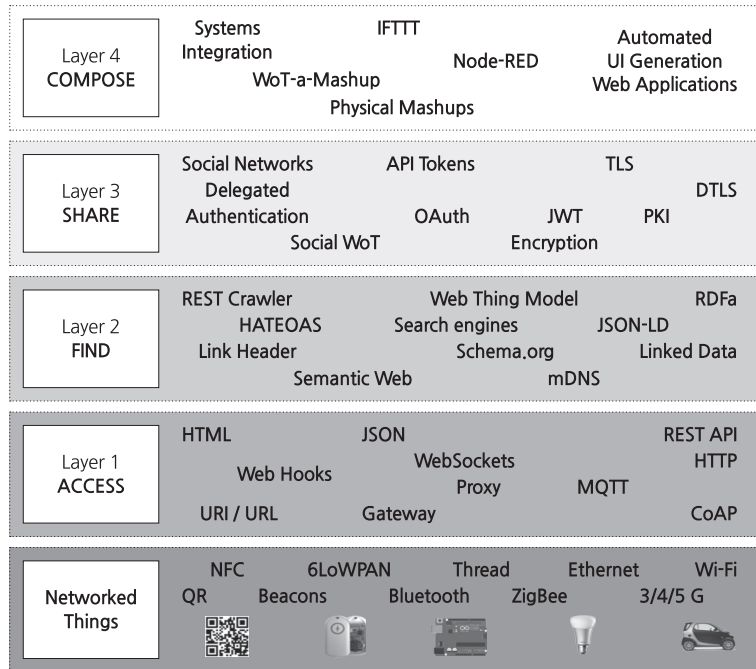 Layer 4
COMPOSE
Systems
Integration
IFTTT
Node-RED
Automated
UI Generation
Web Applications
WoT-a-Mashup
Physical Mashups
Layer 3
SHARE
Social Networks API Tokens TLS
Delegated
Authentication
DTLS
OAuth JWT PKI
Social WoT Encryption
Layer 2
FIND
REST Crawler Web Thing Model RDFa
HATEOAS Search engines JSON-LD
Link Header Schema.org Linked Data
Semantic Web mDNS
Layer 1
ACCESS
HTML JSON REST API
Web Hooks WebSockets HTTP
Proxy MQTT
URI / URL Gateway CoAP
Networked
Things
NFC 6LoWPAN Thread Ethernet Wi-Fi
QR Beacons Bluetooth ZigBee 3/4/5 G